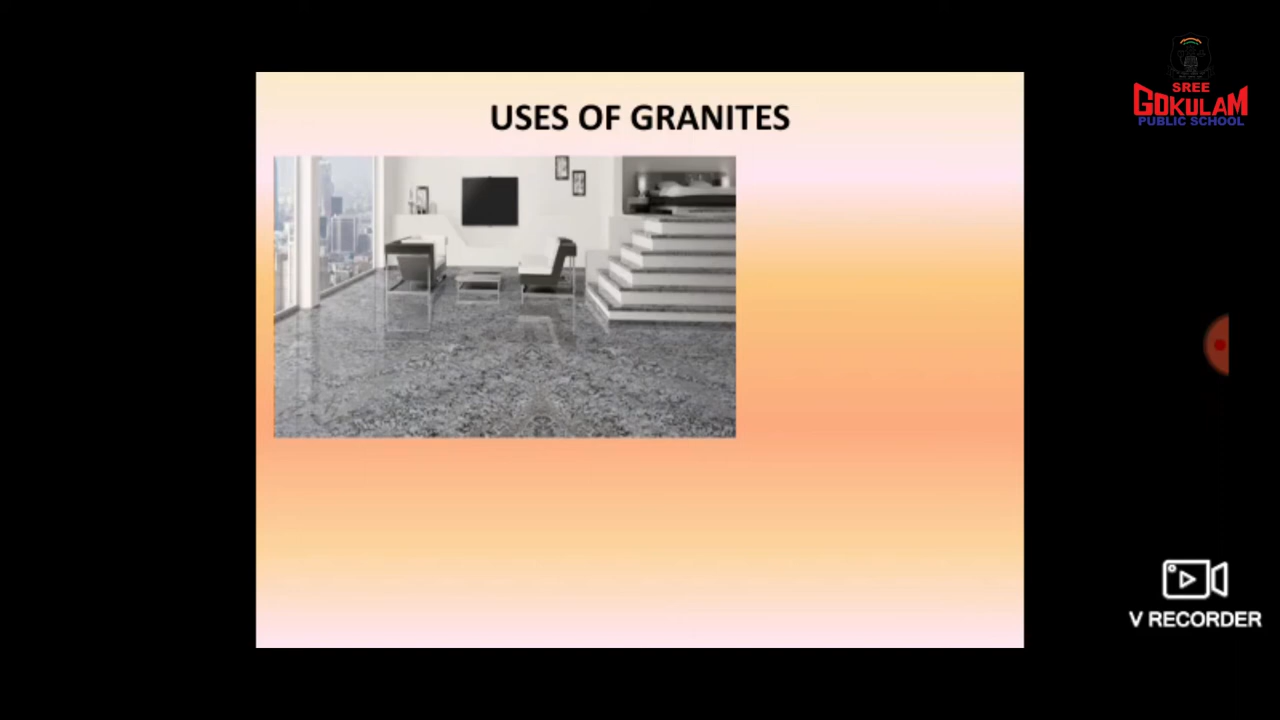 USES OF GRANITES
SREE
GOKULAM
PUBLIC SCHOOL
V RECORDER